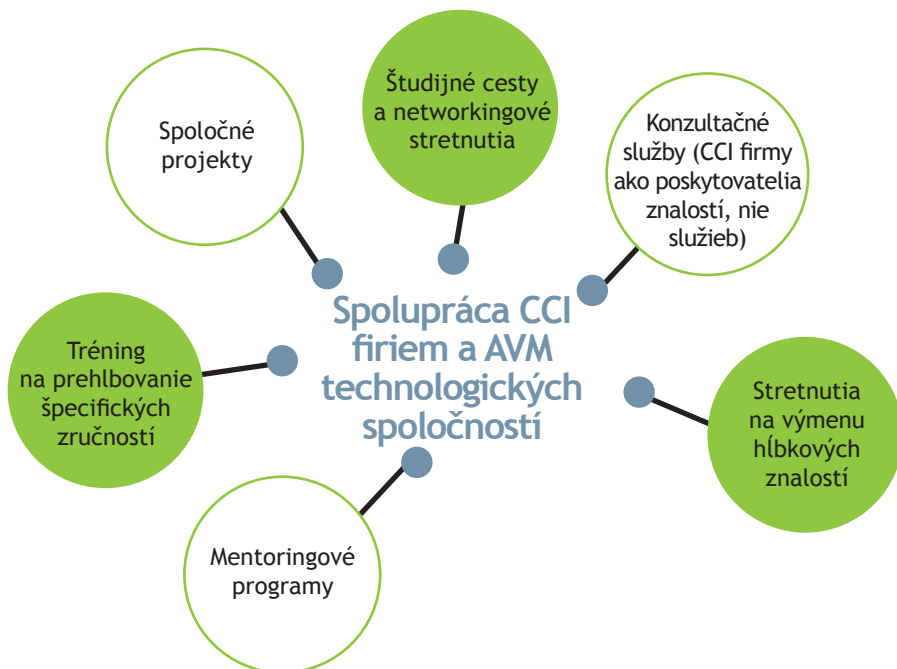 Študijné cesty
a networkingové
stretnutia
Spoločné
projekty
Konzultačné
služby (CCI firmy
ako poskytovatelia
znalostí, nie
služieb)
Spolupráca CCI
firiem a AVM
technologických
spoločností
Tréning
na prehlbovanie
špecifických
zručností
Stretnutia
na výmenu
hĺbkových
znalostí
Mentoringové
programy